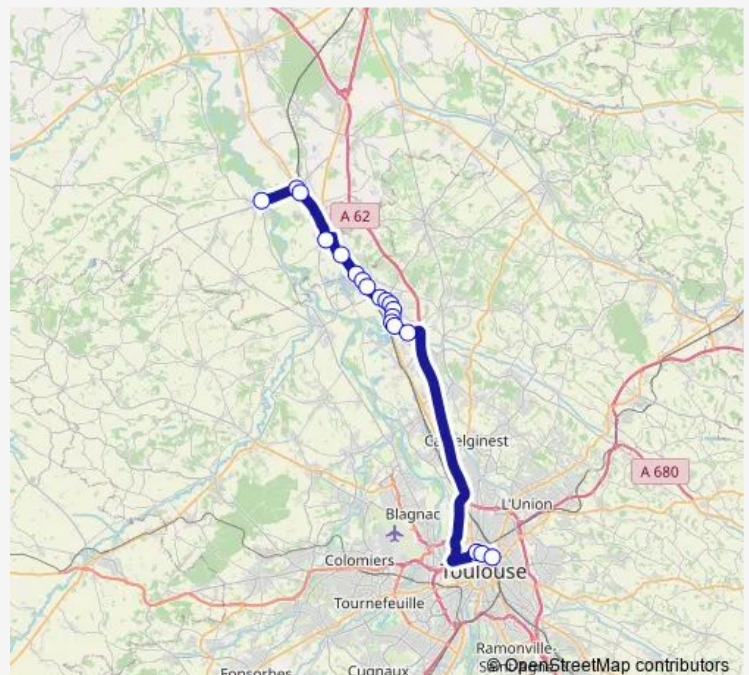 A 62
Castelginest
A 680
L'Union
Blagnac
Colomiers
Toulouse
Tournefeuille
Ramonville-
Fonsorbes
Cugnaux
© OpenStreetMap contributors